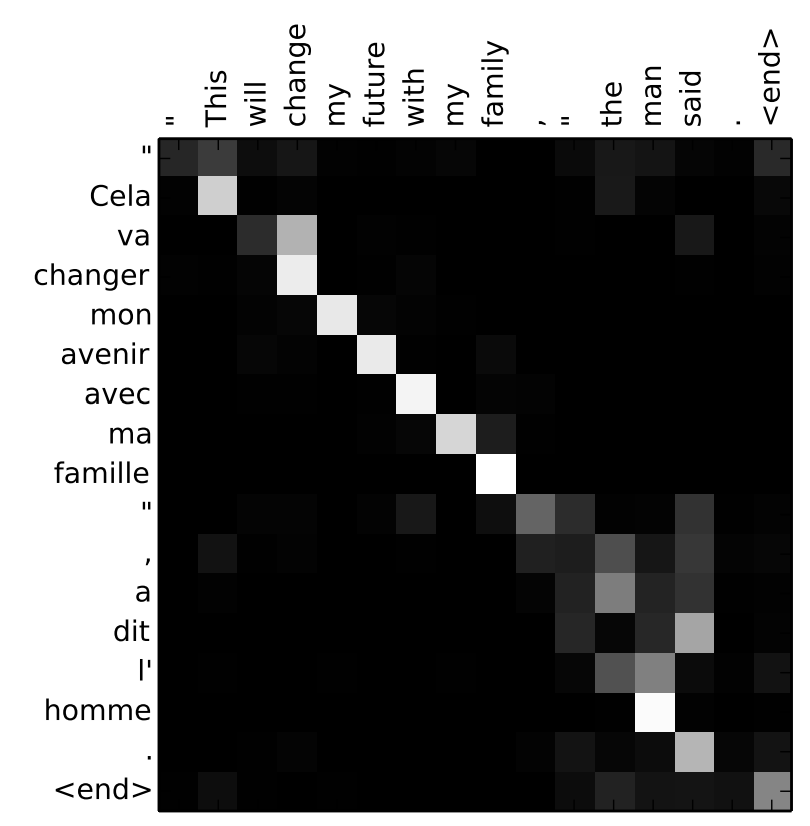 " This will change my future with my family , " the man said . <end>
"
Cela
va
changer
mon
avenir
avec
ma
famille
"
,
a
dit
l'
homme
.
<end>